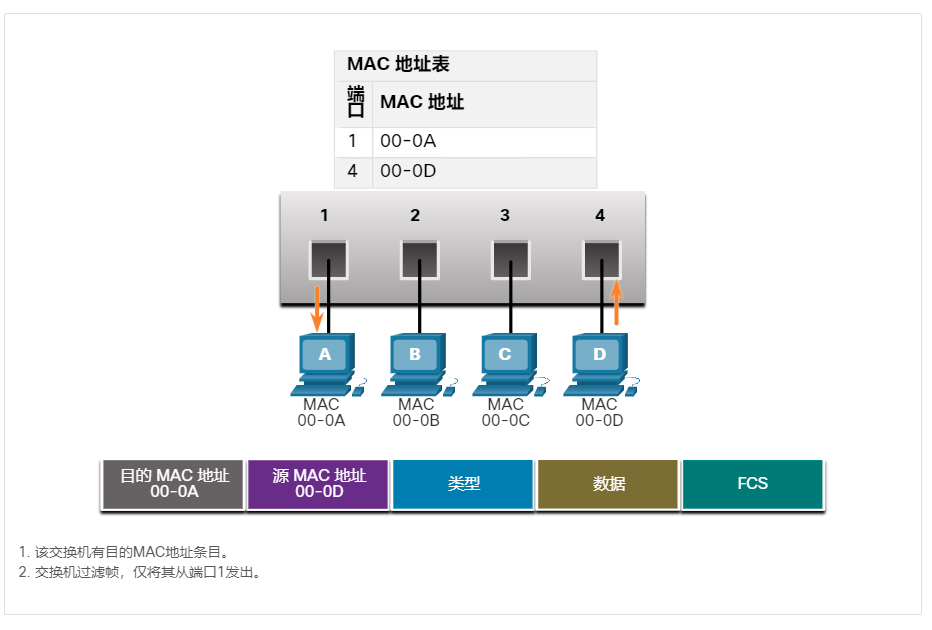 MAC 地址表
端口 MAC 地址
1 00-0A
4 00-0D
1 2 3 4
A B C D
MAC MAC MAC MAC
00-0A 00-0B 00-0C 00-0D
目的 MAC 地址 源 MAC 地址 类型 数据 FCS
00-0A 00-0D
1. 该交换机有目的MAC地址条目。
2. 交换机过滤帧，仅将其从端口1发出。